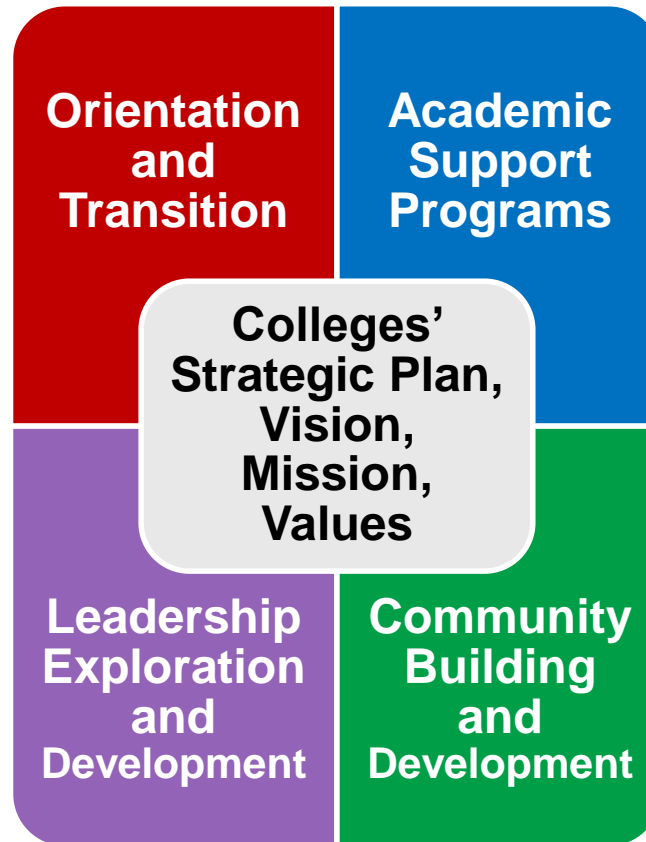 Orientation
and
Transition
Academic
Support
Programs
Colleges’
Strategic Plan,
Vision,
Mission,
Values
Leadership
Exploration
and
Development
Community
Building
and
Development